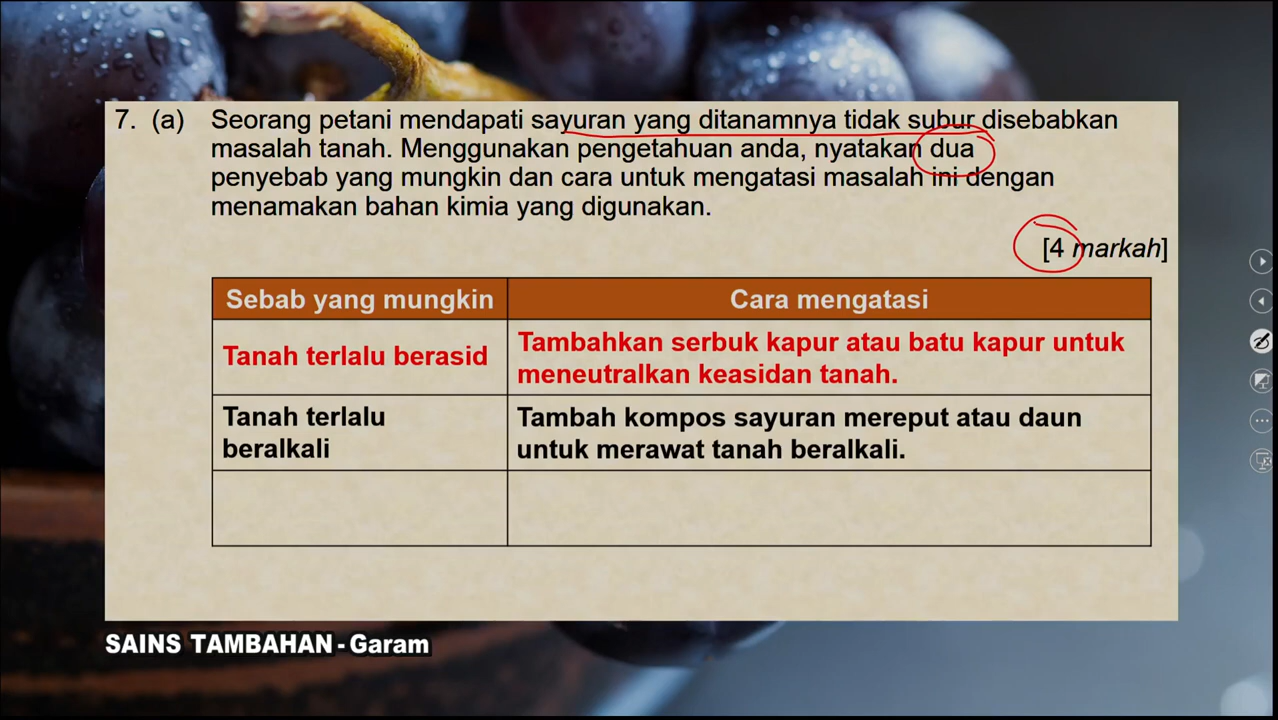 7. (a) Seorang petani mendapati sayuran yang ditanamnya tidak subur disebabkan
masalah tanah. Menggunakan pengetahuan anda, nyatakan dua
penyebab yang mungkin dan cara untuk mengatasi masalah ini dengan
menamakan bahan kimia yang digunakan.
[4 markah]
Sebab yang mungkin
Cara mengatasi
Tanah terlalu berasid
Tambahkan serbuk kapur atau batu kapur untuk
meneutralkan keasidan tanah.
Tanah terlalu
beralkali
Tambah kompos sayuran mereput atau daun
untuk merawat tanah beralkali.
SAINS TAMBAHAN - Garam